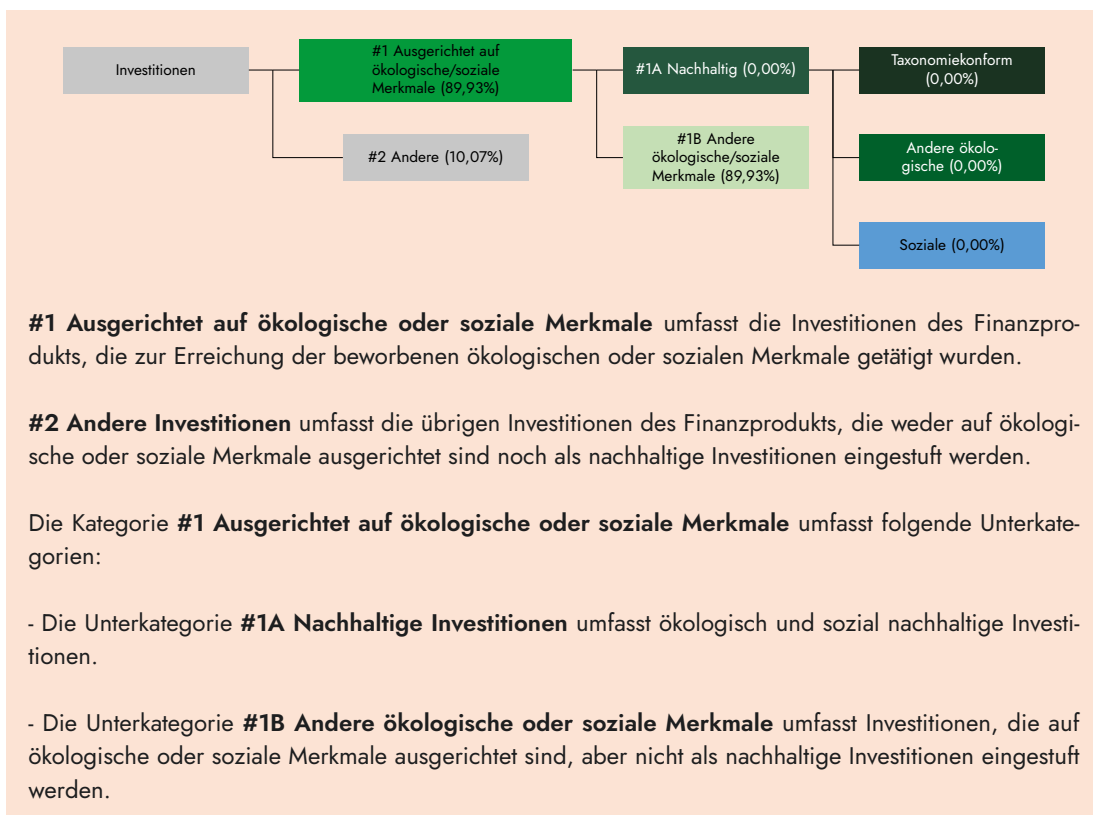 Investitionen
#1 Ausgerichtet auf
ökologische/soziale
Merkmale (89,93%)
#2 Andere (10,07%)
#1A Nachhaltig (0,00%)
#1B Andere
ökologische/soziale
Merkmale (89,93%)
Taxonomiekonform
(0,00%)
Andere ökolo-
gische (0,00%)
Soziale (0,00%)
#1 Ausgerichtet auf ökologische oder soziale Merkmale umfasst die Investitionen des Finanzpro-
dukts, die zur Erreichung der beworbenen ökologischen oder sozialen Merkmale getätigt wurden.
#2 Andere Investitionen umfasst die übrigen Investitionen des Finanzprodukts, die weder auf ökologi-
sche oder soziale Merkmale ausgerichtet sind noch als nachhaltige Investitionen eingestuft werden.
Die Kategorie #1 Ausgerichtet auf ökologische oder soziale Merkmale umfasst folgende Unterkate-
gorien:
- Die Unterkategorie #1A Nachhaltige Investitionen umfasst ökologisch und sozial nachhaltige Investi-
tionen.
- Die Unterkategorie #1B Andere ökologische oder soziale Merkmale umfasst Investitionen, die auf
ökologische oder soziale Merkmale ausgerichtet sind, aber nicht als nachhaltige Investitionen eingestuft
werden.